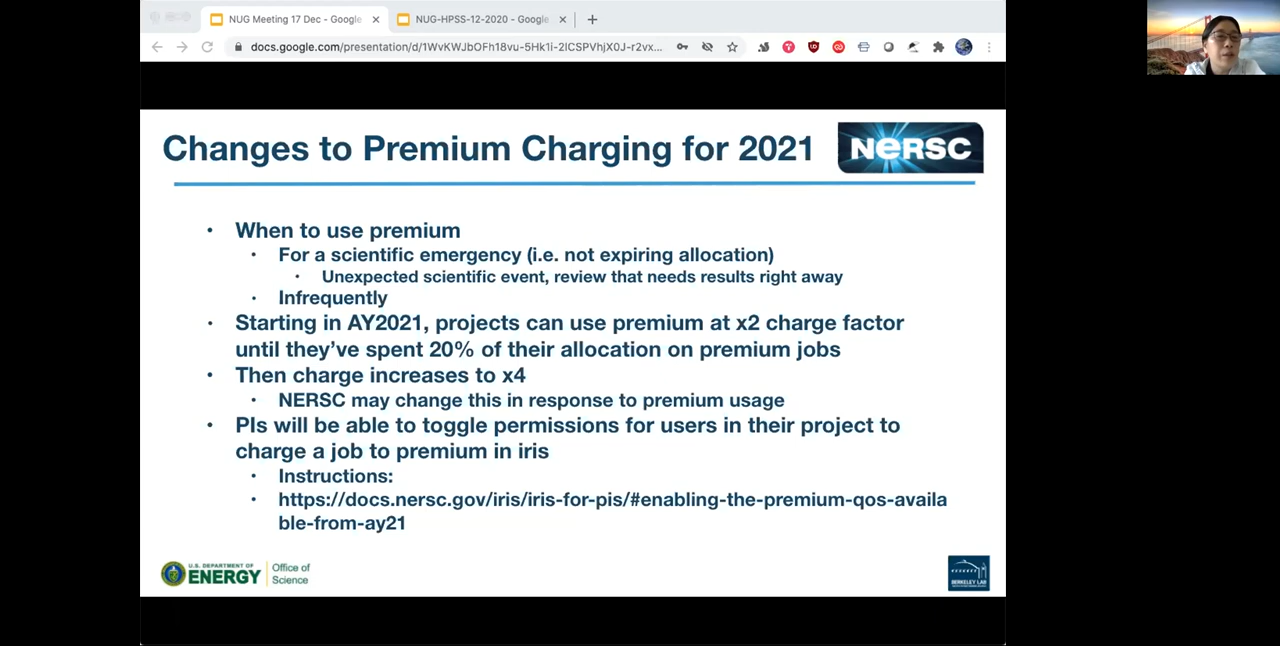 NUG Meeting 17 Dec - Google
NUG-HPSS-12-2020 - Google
docs.google.com/presentation/d/1WvKWJbOFh18vu-5Hk1i-2lCSPVhjX0J-r2vx...
Changes to Premium Charging for 2021
NERSC
• When to use premium
• For a scientific emergency (i.e. not expiring allocation)
• Unexpected scientific event, review that needs results right away
• Infrequently
• Starting in AY2021, projects can use premium at x2 charge factor
until they've spent 20% of their allocation on premium jobs
• Then charge increases to x4
• NERSC may change this in response to premium usage
• PIs will be able to toggle permissions for users in their project to
charge a job to premium in iris
• Instructions:
• https://docs.nersc.gov/iris/iris-for-pis/#enabling-the-premium-qos-availa
ble-from-ay21
U.S. DEPARTMENT OF
ENERGY
Office of
Science
BERKELEY LAB